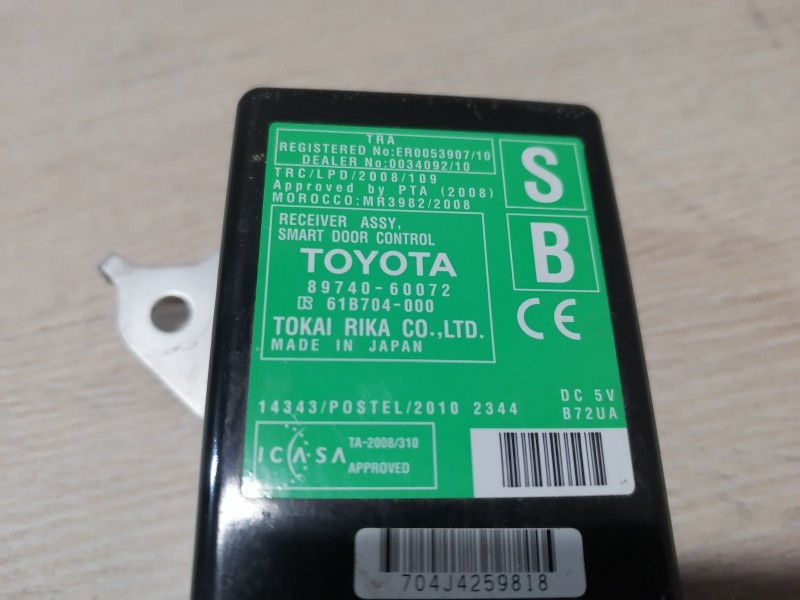 TRA
REGISTERED No:ER0053907/10
DEALER No:0034092/10
TRC/LPD/2008/109
Approved by PTA (2008)
MOROCCO:MR3982/2008
S
B
RECEIVER ASSY,
SMART DOOR CONTROL
TOYOTA
89740-60072
61B704-000
TOKAI RIKA CO.,LTD.
MADE IN JAPAN
CE
DC 5V
14343/POSTEL/2010 2344
B72UA
ICASA
TA-2008/310
APPROVED
704J4259818